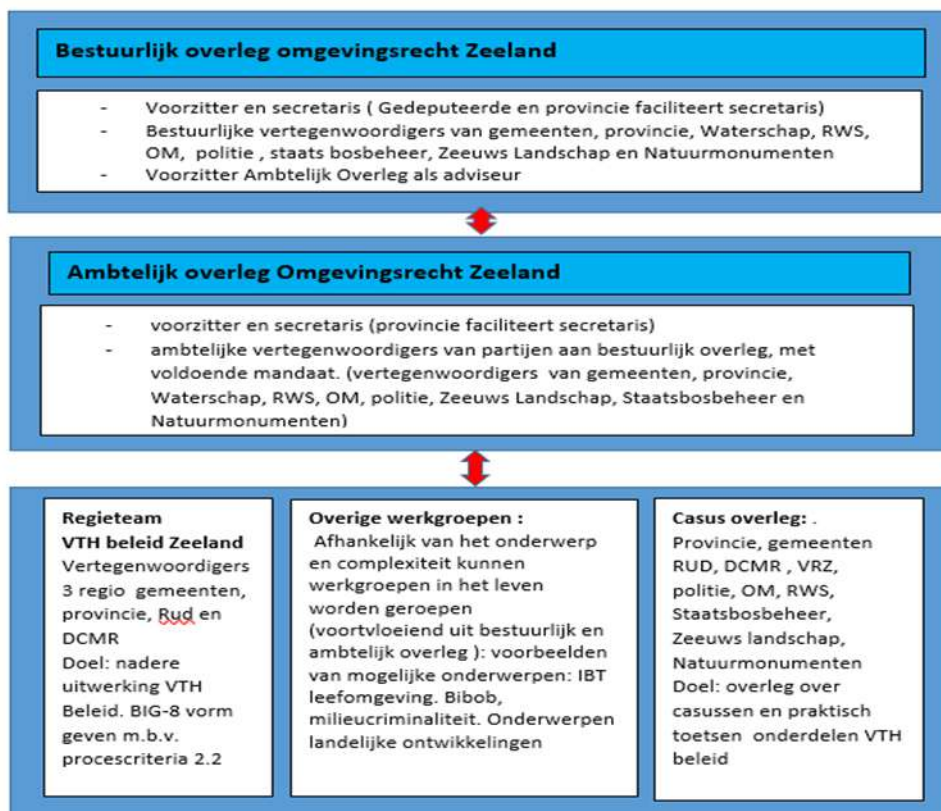 Bestuurlijk overleg omgevingsrecht Zeeland
- Voorzitter en secretaris ( Gedeputeerde en provincie faciliteert secretaris)
- Bestuurlijke vertegenwoordigers van gemeenten, provincie, Waterschap, RWS,
OM, politie , staats bosbeheer, Zeeuws Landschap en Natuurmonumenten
- Voorzitter Ambtelijk Overleg als adviseur
Ambtelijk overleg Omgevingsrecht Zeeland
- voorzitter en secretaris (provincie faciliteert secretaris)
- ambtelijke vertegenwoordigers van partijen aan bestuurlijk overleg, met
voldoende mandaat. (vertegenwoordigers van gemeenten, provincie,
Waterschap, RWS, OM, politie, Zeeuws Landschap, Staatsbosbeheer en
Natuurmonumenten)
Regieteam
VTH beleid Zeeland
Vertegenwoordigers
3 regio gemeenten,
provincie, Rud en
DCMR
Doel: nadere
uitwerking VTH
Beleid. BIG-8 vorm
geven m.b.v.
procescriteria 2.2
Overige werkgroepen :
Afhankelijk van het onderwerp
en complexiteit kunnen
werkgroepen in het leven
worden geroepen
(voortvloeiend uit bestuurlijk en
ambtelijk overleg ): voorbeelden
van mogelijke onderwerpen: IBT
leefomgeving. Bibob,
milieucriminaliteit. Onderwerpen
landelijke ontwikkelingen
Casus overleg: .
Provincie, gemeenten
RUD, DCMR , VRZ,
politie, OM, RWS,
Staatsbosbeheer,
Zeeuws landschap,
Natuurmonumenten
Doel: overleg over
casussen en praktisch
toetsen onderdelen VTH
beleid